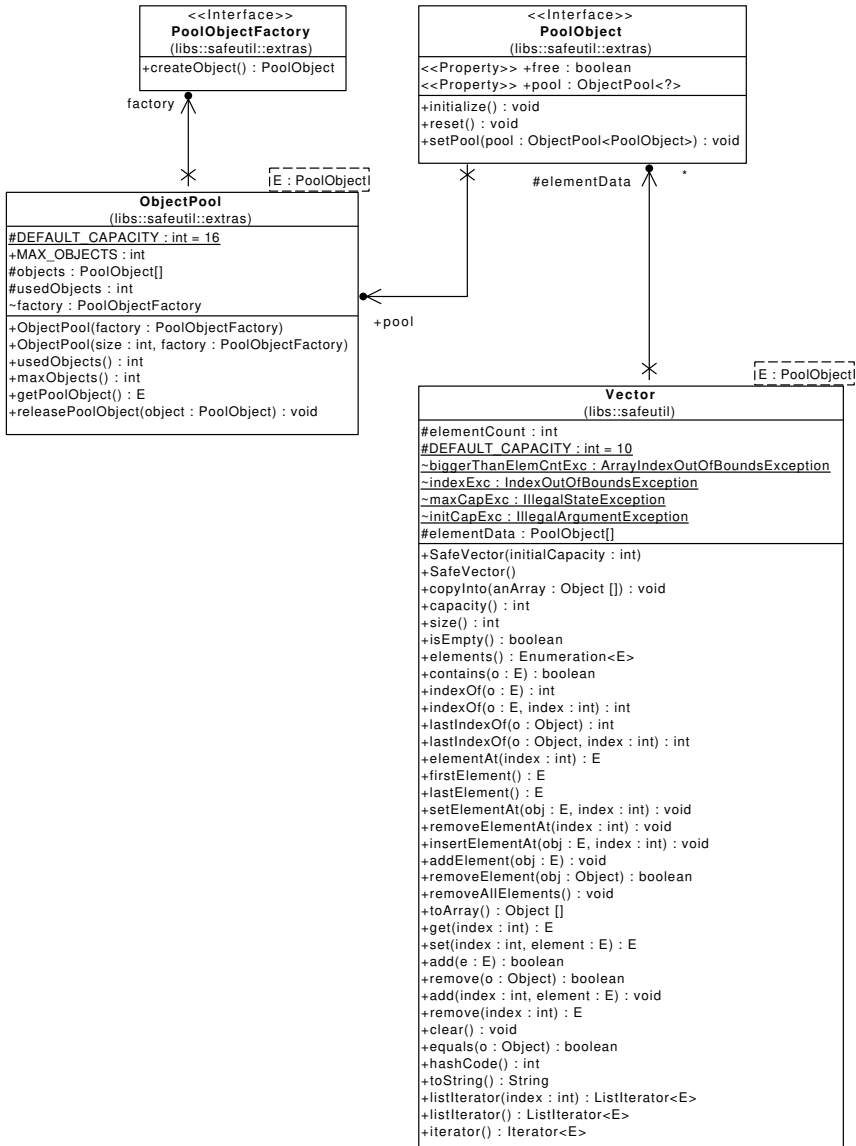 <<Interface>>
PoolObjectFactory
(libs::safeutil::extras)
+createObject() : PoolObject
factory
<<Interface>>
PoolObject
(libs::safeutil::extras)
<<Property>> +free : boolean
<<Property>> +pool : ObjectPool<?>
+initialize() : void
+reset() : void
+setPool(pool : ObjectPool<PoolObject>) : void
#elementData
*
E : PoolObject
ObjectPool
(libs::safeutil::extras)
#DEFAULT_CAPACITY : int = 16
+MAX_OBJECTS : int
#objects : PoolObject[]
#usedObjects : int
~factory : PoolObjectFactory
+ObjectPool(factory : PoolObjectFactory)
+ObjectPool(size : int, factory : PoolObjectFactory)
+usedObjects() : int
+maxObjects() : int
+getPoolObject() : E
+releasePoolObject(object : PoolObject) : void
+pool
E : PoolObject
Vector
(libs::safeutil)
#elementCount : int
#DEFAULT_CAPACITY : int = 10
~biggerThanElemCntExc : ArrayIndexOutOfBoundsException
~indexExc : IndexOutOfBoundsException
~maxCapExc : IllegalStateException
~initCapExc : IllegalArgumentException
#elementData : PoolObject[]
+SafeVector(initialCapacity : int)
+SafeVector()
+copyInto(anArray : Object []) : void
+capacity() : int
+size() : int
+isEmpty() : boolean
+elements() : Enumeration<E>
+contains(o : E) : boolean
+indexOf(o : E) : int
+indexOf(o : E, index : int) : int
+lastIndexOf(o : Object) : int
+lastIndexOf(o : Object, index : int) : int
+elementAt(index : int) : E
+firstElement() : E
+lastElement() : E
+setElementAt(obj : E, index : int) : void
+removeElementAt(index : int) : void
+insertElementAt(obj : E, index : int) : void
+addElement(obj : E) : void
+removeElement(obj : Object) : boolean
+removeAllElements() : void
+toArray() : Object []
+get(index : int) : E
+set(index : int, element : E) : E
+add(e : E) : boolean
+remove(o : Object) : boolean
+add(index : int, element : E) : void
+remove(index : int) : E
+clear() : void
+equals(o : Object) : boolean
+hashCode() : int
+toString() : String
+listIterator(index : int) : ListIterator<E>
+listIterator() : ListIterator<E>
+iterator() : Iterator<E>